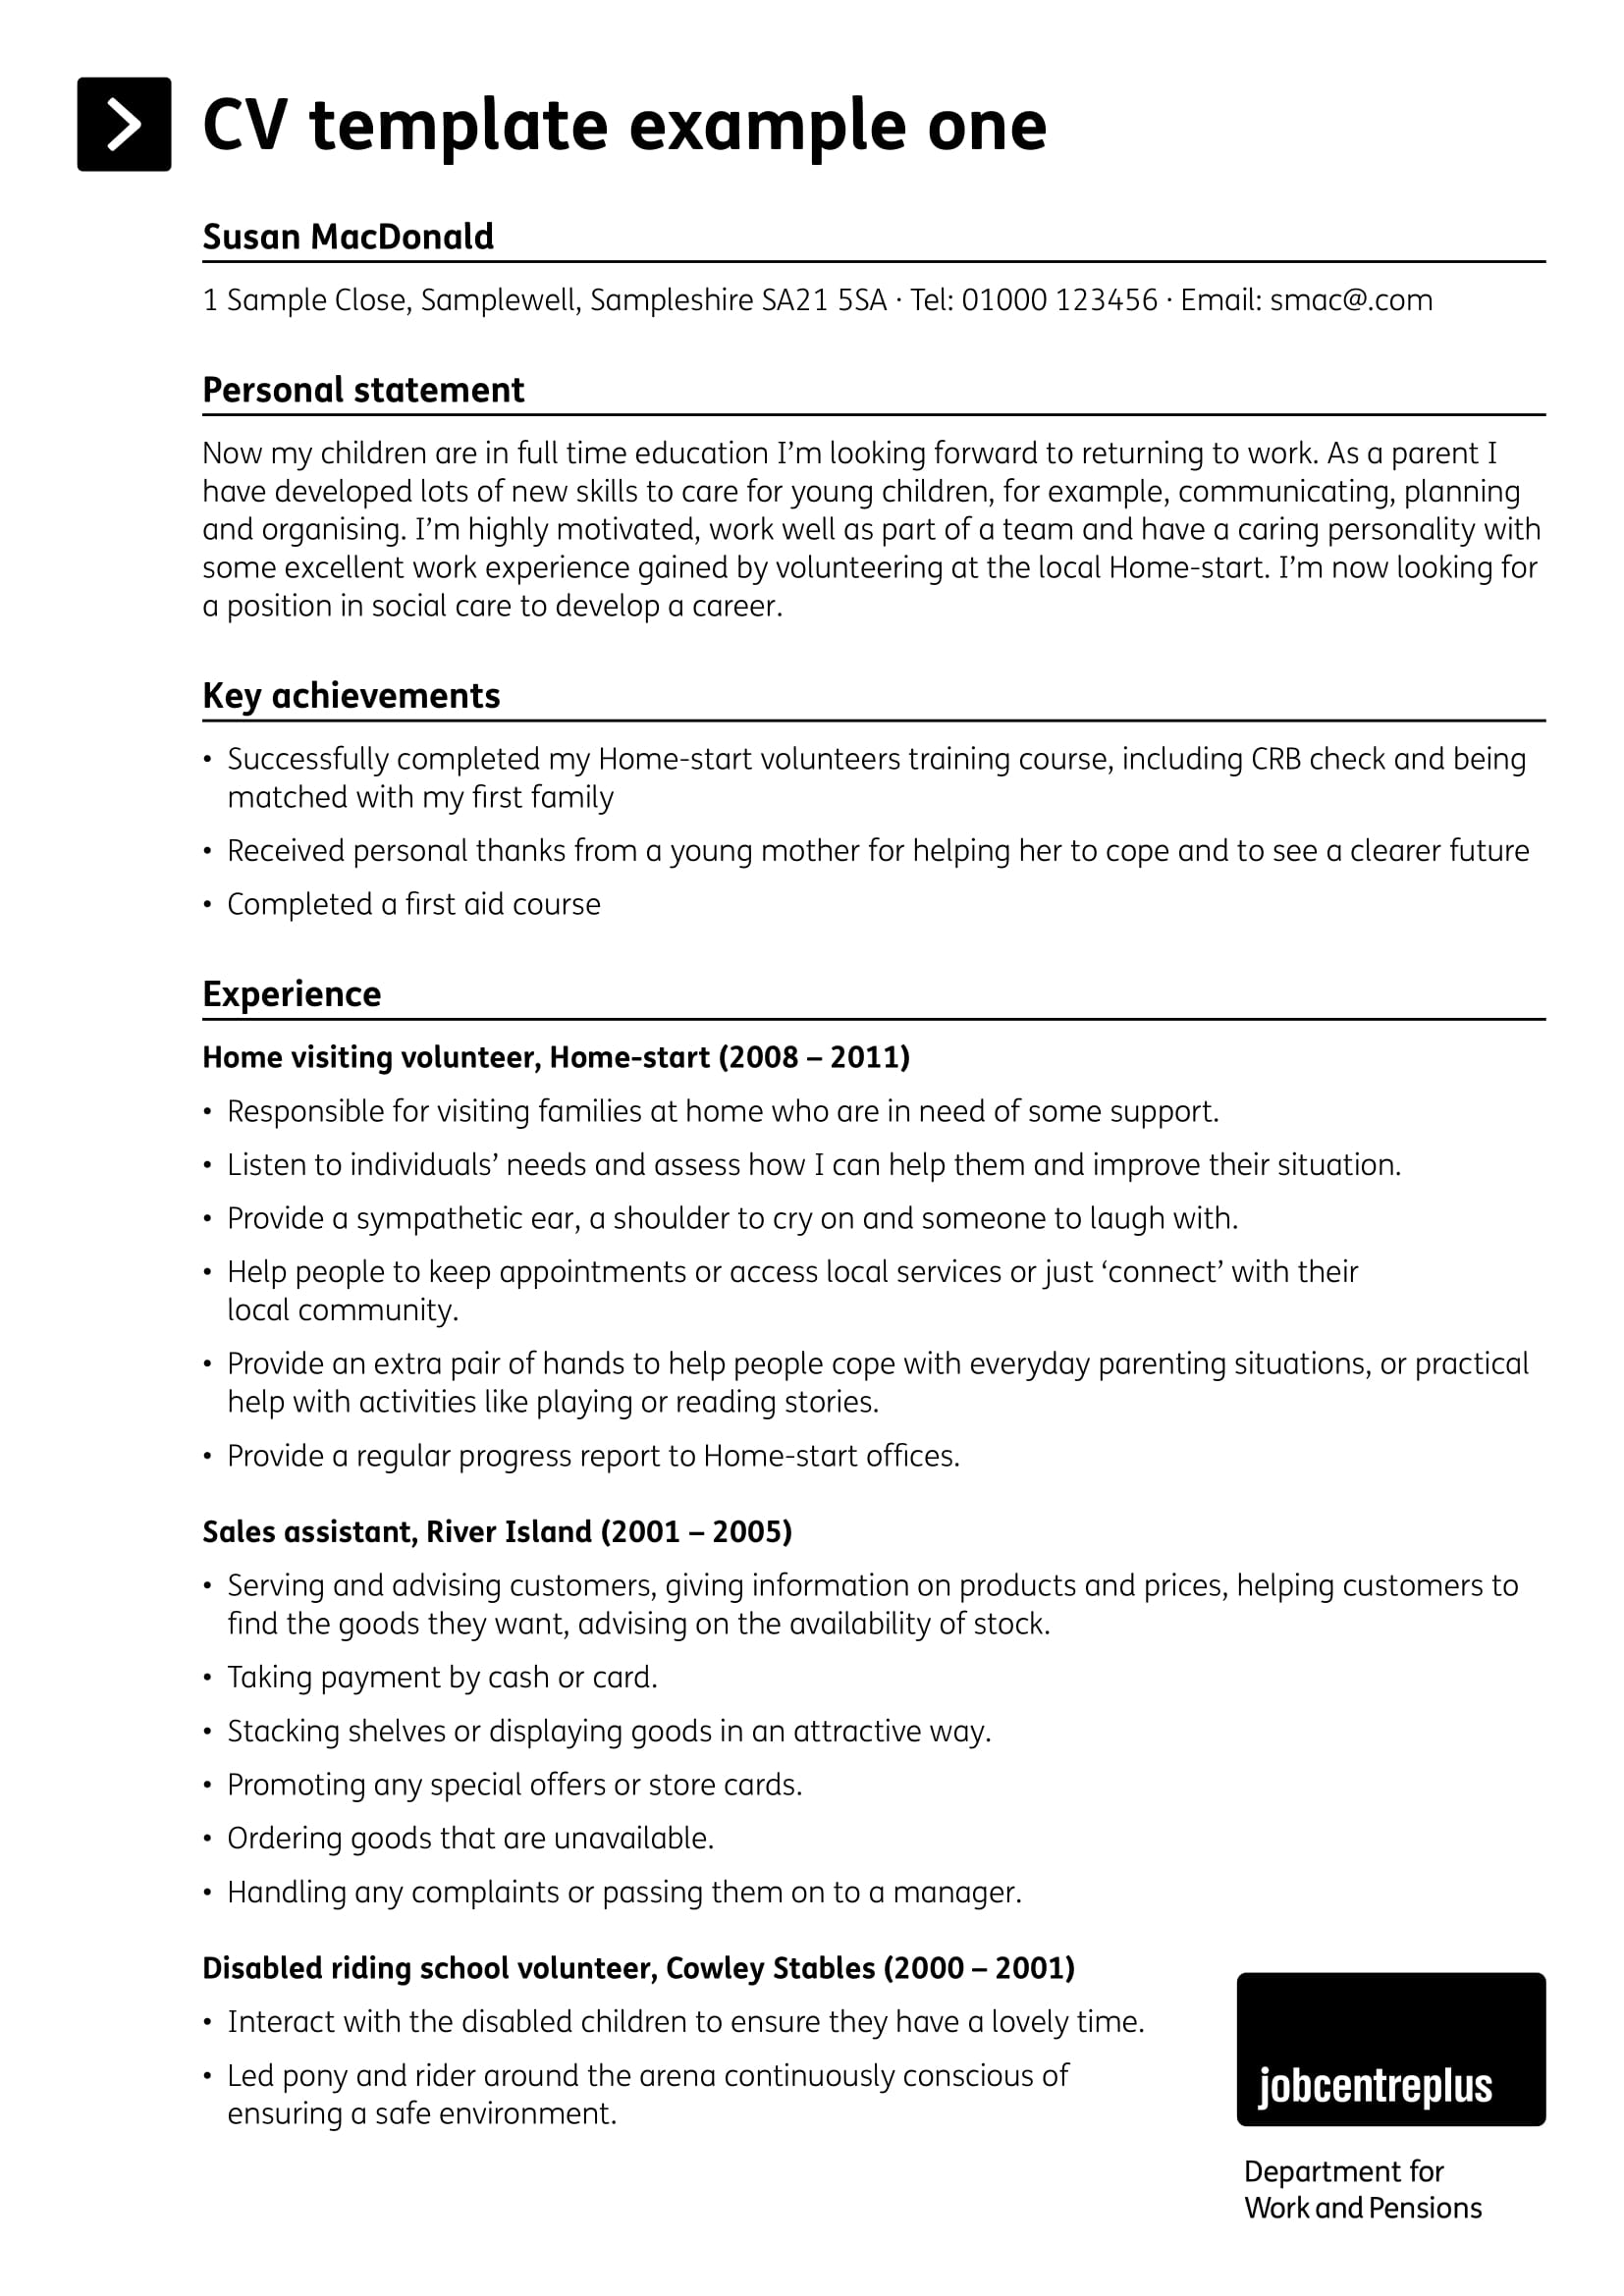 CV template example one
Susan MacDonald
1 Sample Close, Samplewell, Sampleshire SA21 5SA · Tel: 01000 123456 · Email: smac@.com
Personal statement
Now my children are in full time education I’m looking forward to returning to work. As a parent I
have developed lots of new skills to care for young children, for example, communicating, planning
and organising. I’m highly motivated, work well as part of a team and have a caring personality with
some excellent work experience gained by volunteering at the local Home-start. I’m now looking for
a position in social care to develop a career.
Key achievements
• Successfully completed my Home-start volunteers training course, including CRB check and being
matched with my first family
• Received personal thanks from a young mother for helping her to cope and to see a clearer future
• Completed a first aid course
Experience
Home visiting volunteer, Home-start (2008 – 2011)
• Responsible for visiting families at home who are in need of some support.
• Listen to individuals’ needs and assess how I can help them and improve their situation.
• Provide a sympathetic ear, a shoulder to cry on and someone to laugh with.
• Help people to keep appointments or access local services or just ‘connect’ with their
local community.
• Provide an extra pair of hands to help people cope with everyday parenting situations, or practical
help with activities like playing or reading stories.
• Provide a regular progress report to Home-start offices.
Sales assistant, River Island (2001 – 2005)
• Serving and advising customers, giving information on products and prices, helping customers to
find the goods they want, advising on the availability of stock.
• Taking payment by cash or card.
• Stacking shelves or displaying goods in an attractive way.
• Promoting any special offers or store cards.
• Ordering goods that are unavailable.
• Handling any complaints or passing them on to a manager.
Disabled riding school volunteer, Cowley Stables (2000 – 2001)
• Interact with the disabled children to ensure they have a lovely time.
• Led pony and rider around the arena continuously conscious of
ensuring a safe environment.
jobcentreplus
Department for
Work and Pensions